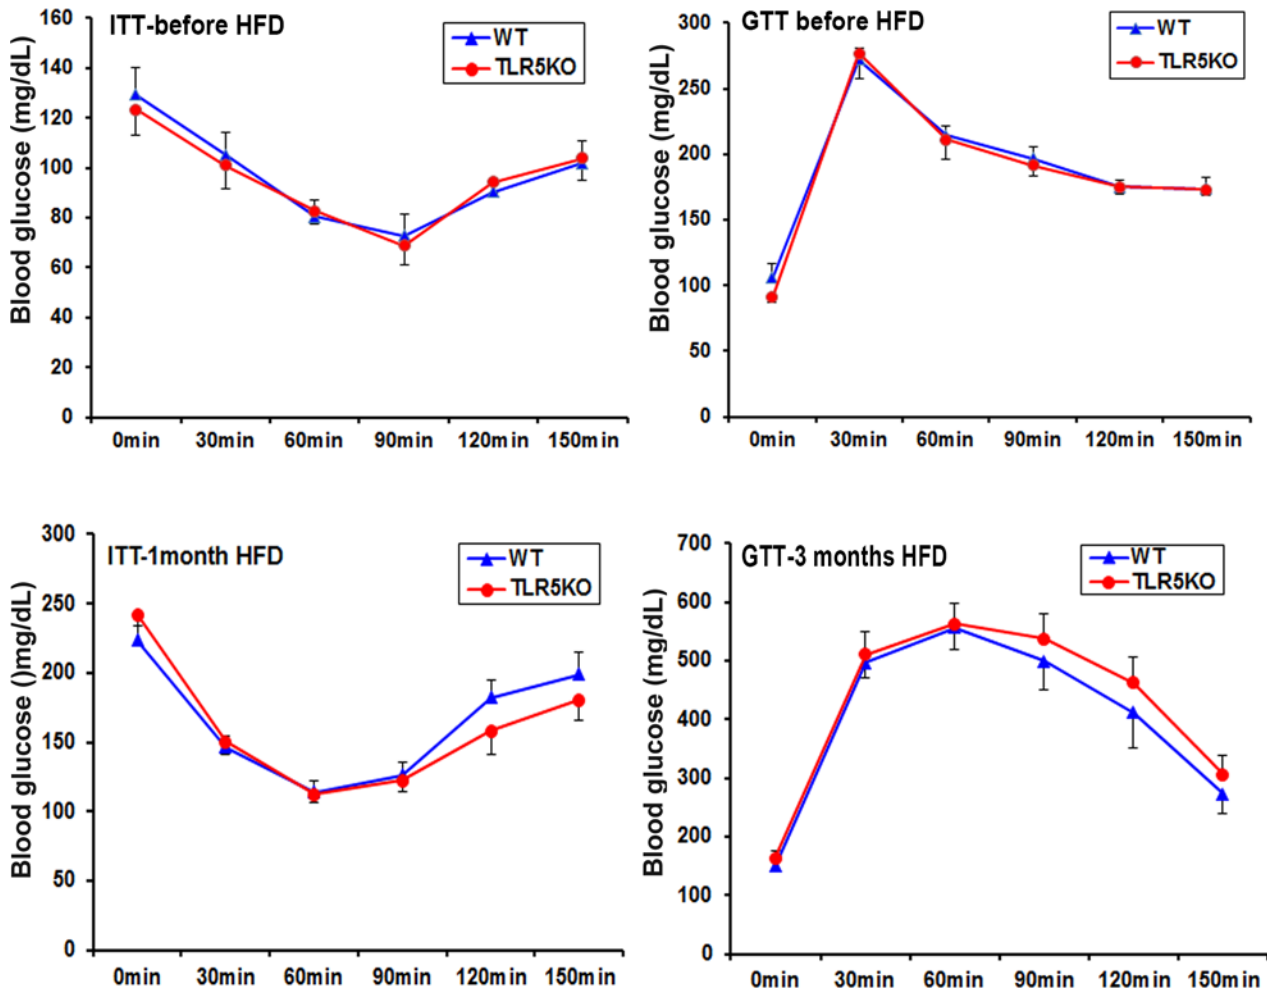 ITT-before HFD
WT
TLR5KO
Blood glucose (mg/dL)
160
140
120
100
80
60
40
20
0
0min 30min 60min 90min 120min 150min
GTT before HFD
WT
TLR5KO
Blood glucose (mg/dL)
300
250
200
150
100
50
0
0min 30min 60min 90min 120min 150min
ITT-1month HFD
WT
TLR5KO
Blood glucose ()mg/dL)
300
250
200
150
100
50
0
0min 30min 60min 90min 120min 150min
GTT-3 months HFD
WT
TLR5KO
Blood glucose (mg/dL)
700
600
500
400
300
200
100
0
0min 30min 60min 90min 120min 150min